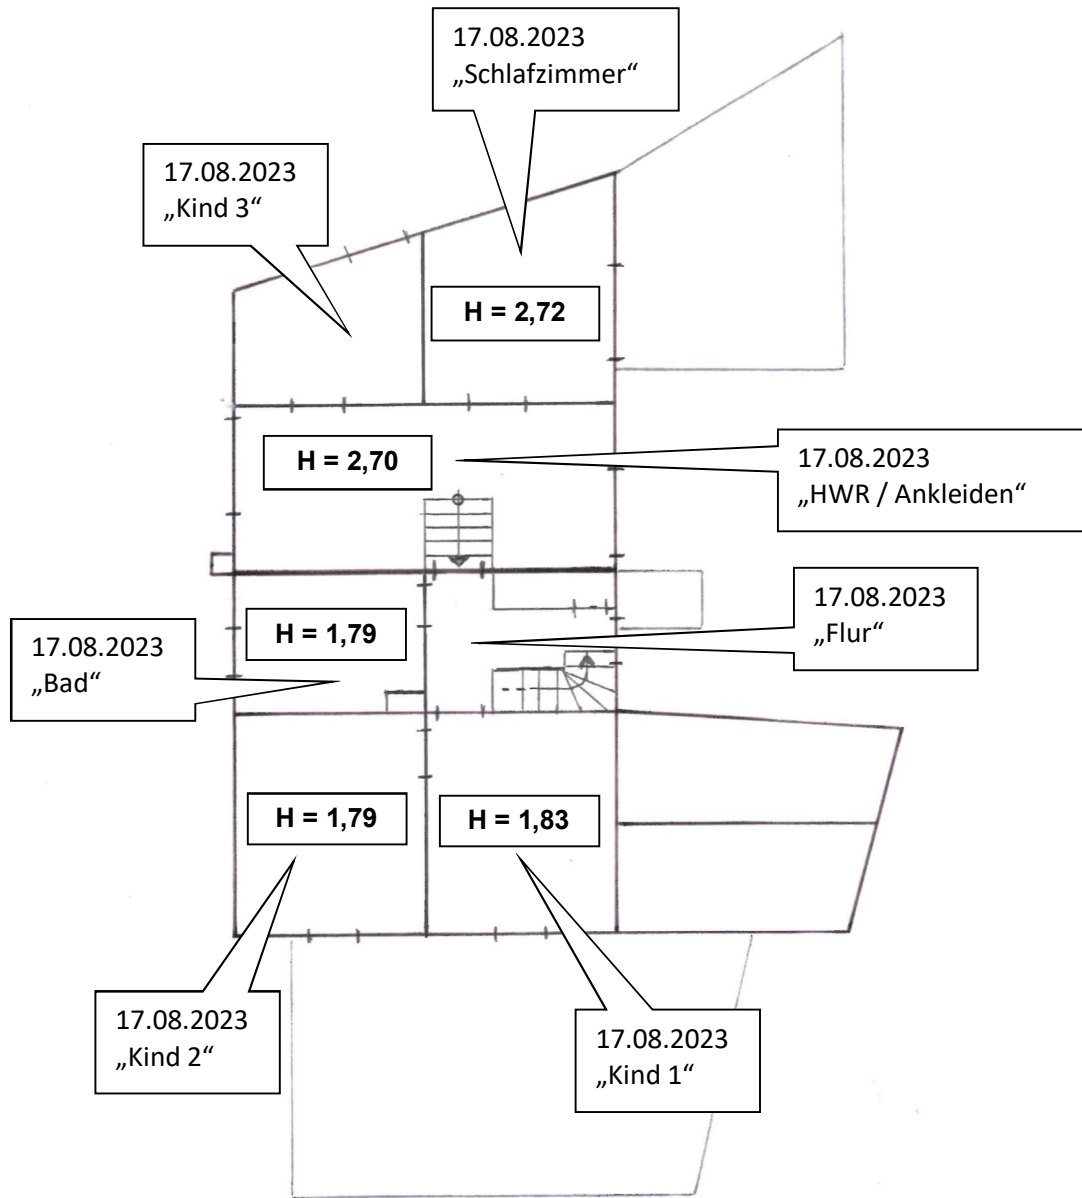 17.08.2023
„Schlafzimmer“
17.08.2023
„Kind 3“
H = 2,72
H = 2,70
17.08.2023
„HWR / Ankleiden“
17.08.2023
„Flur“
H = 1,79
17.08.2023
„Bad“
H = 1,79
H = 1,83
17.08.2023
„Kind 2“
17.08.2023
„Kind 1“